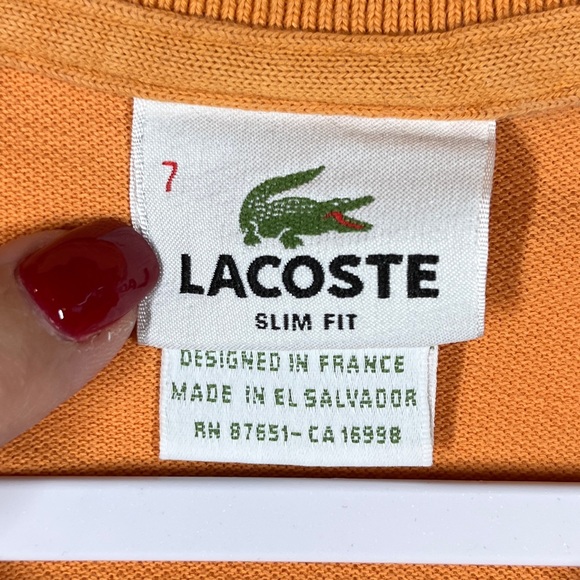 7
LACOSTE
SLIM FIT
DESIGNED IN FRANCE
MADE IN EL SALVADOR
RN 87651-CA 16998